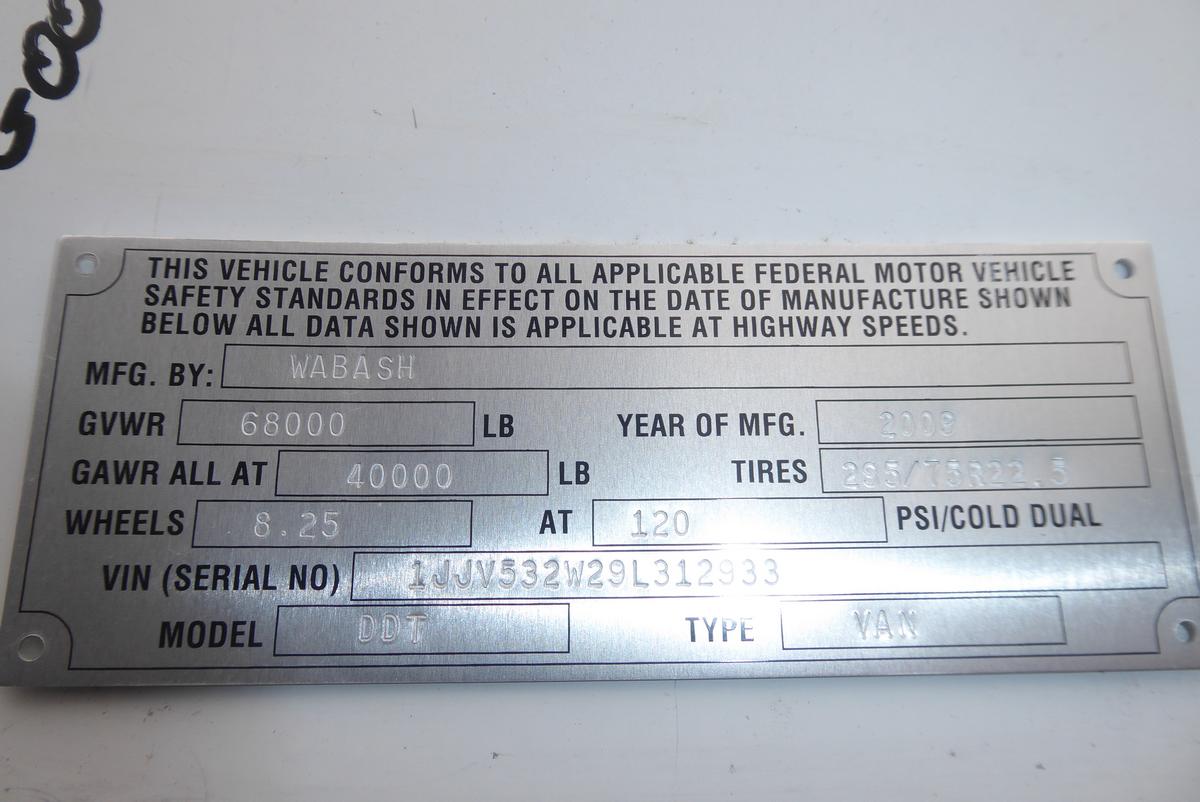 500
THIS VEHICLE CONFORMS TO ALL APPLICABLE FEDERAL MOTOR VEHICLE
SAFETY STANDARDS IN EFFECT ON THE DATE OF MANUFACTURE SHOWN
BELOW ALL DATA SHOWN IS APPLICABLE AT HIGHWAY SPEEDS.
MFG. BY: WABASH
GVWR 68000 LB YEAR OF MFG.
GAWR ALL AT 40000 LB TIRES 295/75R22.5
WHEELS 8.25 AT 120 PSI/COLD DUAL
VIN (SERIAL NO) 1JJV532W29L312933
MODEL DDT TYPE VAN